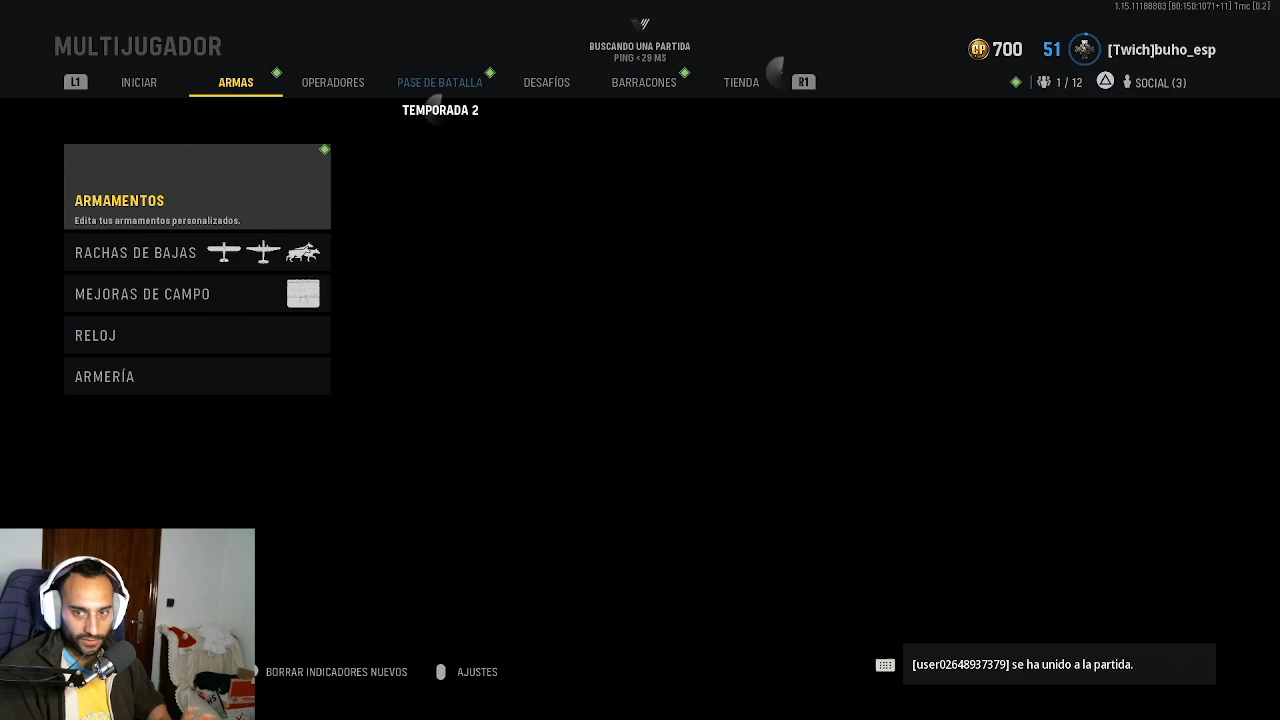 1.15.11188803 [80:150:1071+11] Tmc [0.2]
MULTIJUGADOR
BUSCANDO UNA PARTIDA
PING < 29 MS
CP 700
51
[Twich]buho_esp
L1
INICIAR
ARMAS
OPERADORES
PASE DE BATALLA
DESAFÍOS
BARRACONES
TIENDA
R1
1 / 12
SOCIAL (3)
TEMPORADA 2
ARMAMENTOS
Edita tus armamentos personalizados.
RACHAS DE BAJAS
MEJORAS DE CAMPO
RELOJ
ARMERÍA
BORRAR INDICADORES NUEVOS
AJUSTES
[user02648937379] se ha unido a la partida.